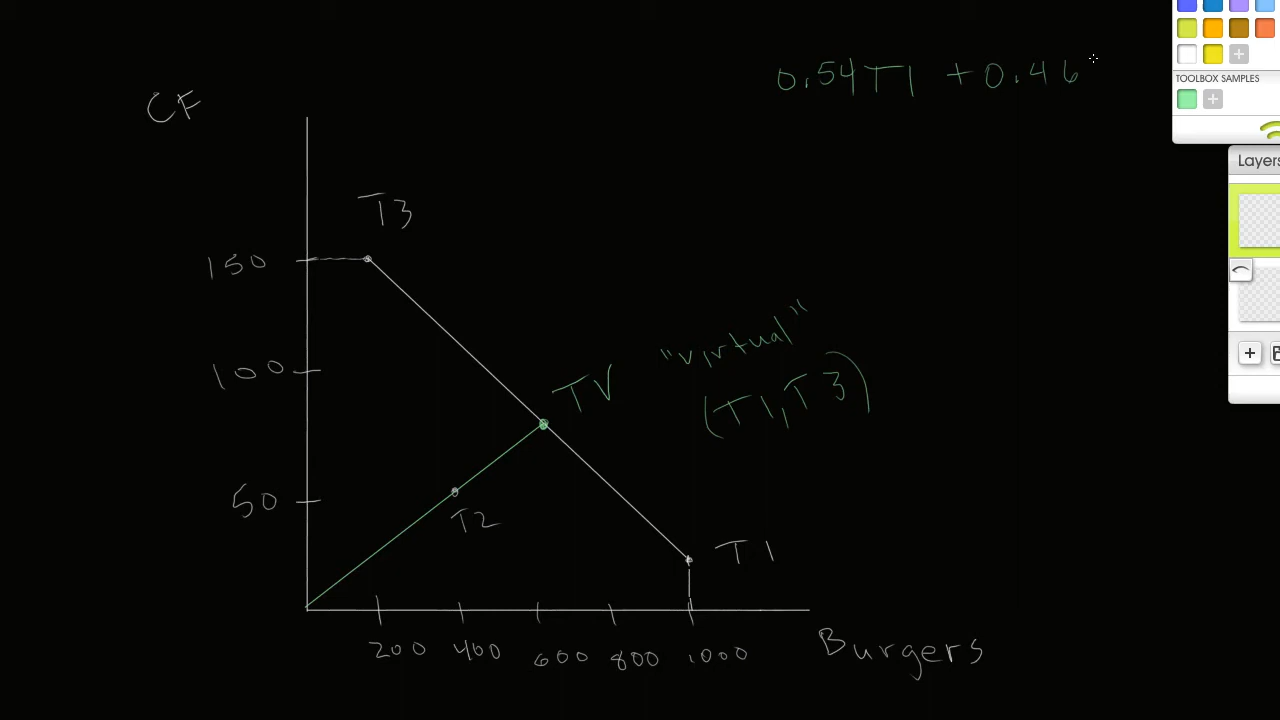 0.54T1 + 0.46
TOOLBOX SAMPLES
CF
Layers
T3
150
"virtual"
100
TV
(T1,T3)
50
T2
T1
200 400 600 800 1000
Burgers